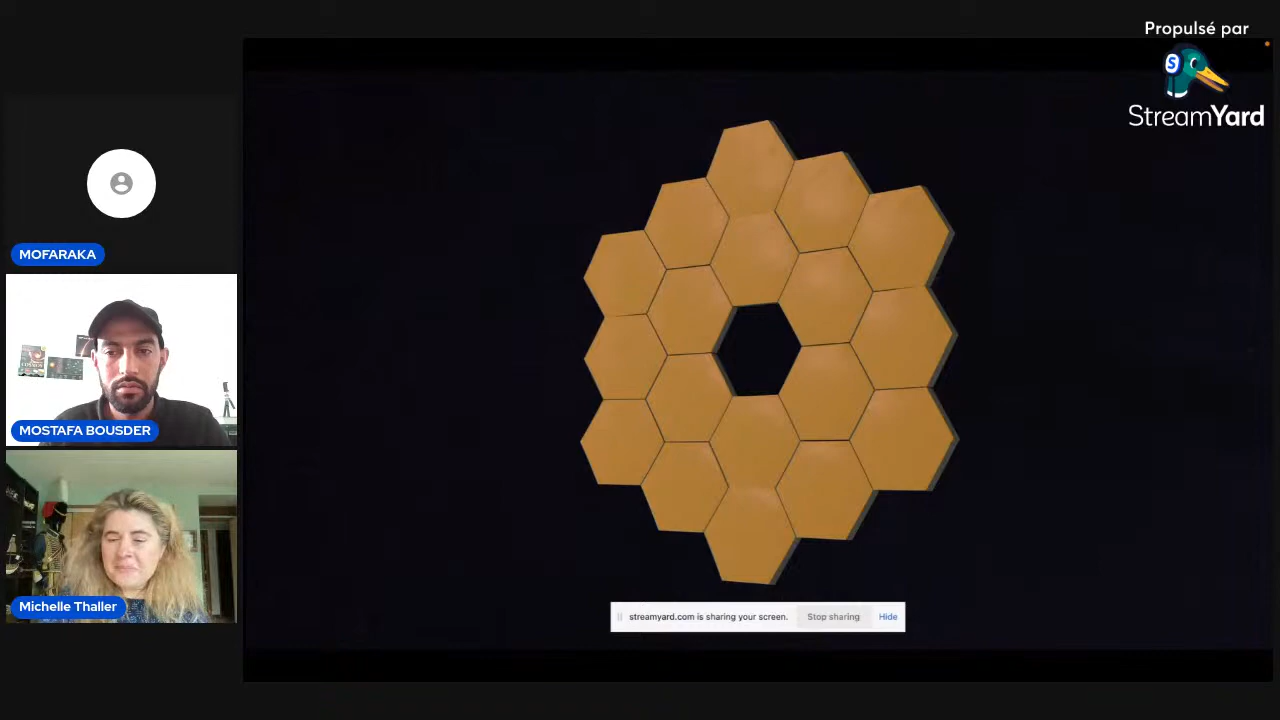 Propulsé par
S
StreamYard
MOFARAKA
MOSTAFA BOUSDER
Michelle Thaller
streamyard.com is sharing your screen. Stop sharing Hide